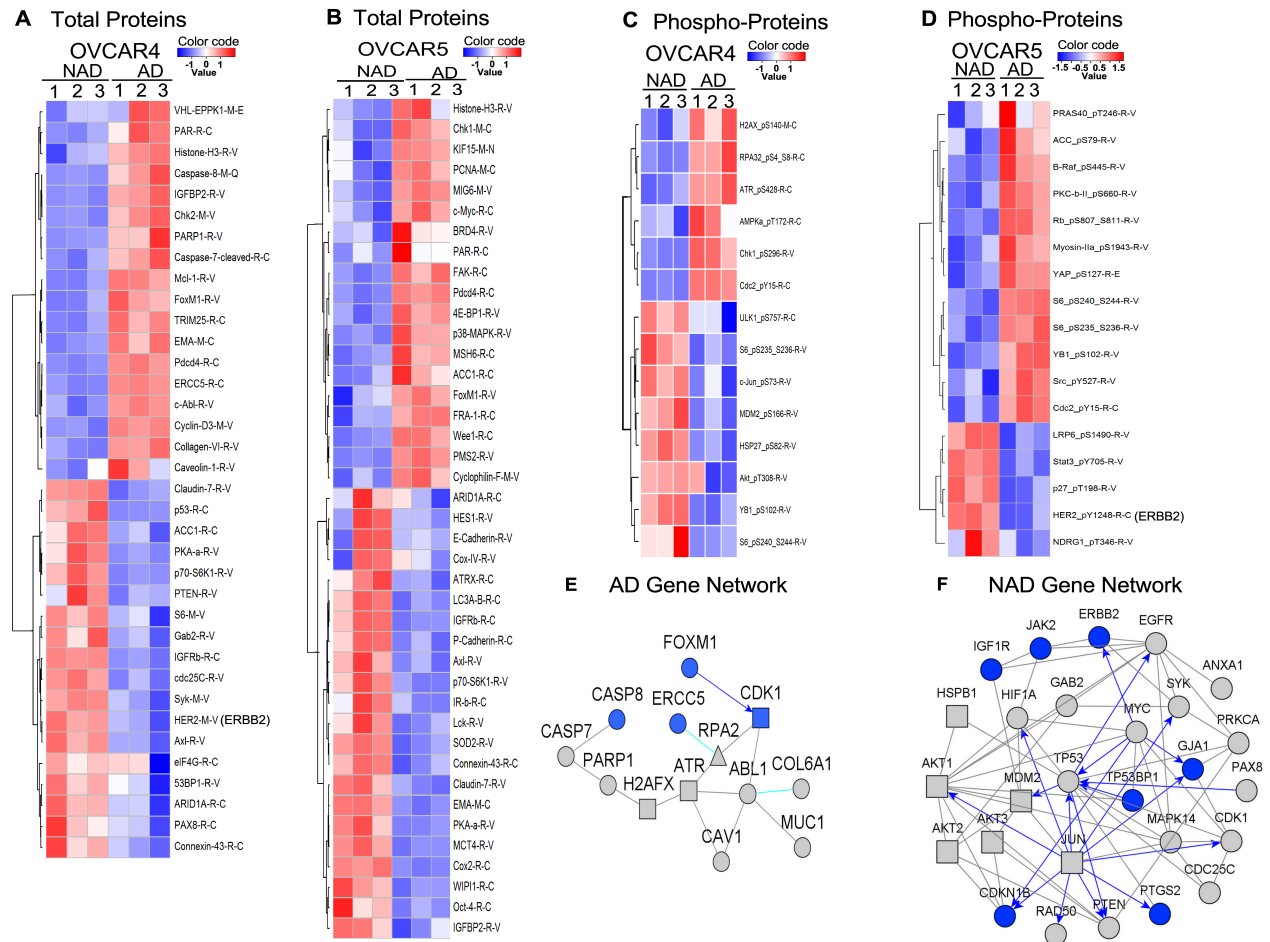 A Total Proteins
OVCAR4
Color code
-1 0 1
Value
NAD AD
1 2 3 1 2 3
VHL-EPPK1-M-E
PAR-R-C
Histone-H3-R-V
Caspase-8-M-Q
IGFBP2-R-V
Chk2-M-V
PARP1-R-V
Caspase-7-cleaved-R-C
Mcl-1-R-V
FoxM1-R-V
TRIM25-R-C
EMA-M-C
Pdcd4-R-C
ERCC5-R-C
c-Abl-R-V
Cyclin-D3-M-V
Collagen-VI-R-V
Caveolin-1-R-V
Claudin-7-R-V
p53-R-C
ACC1-R-C
PKA-a-R-V
p70-S6K1-R-V
PTEN-R-V
S6-M-V
Gab2-R-V
IGFRb-R-C
cdc25C-R-V
Syk-M-V
HER2-M-V (ERBB2)
Axl-R-V
eIF4G-R-C
53BP1-R-V
ARID1A-R-C
PAX8-R-C
Connexin-43-R-C
B Total Proteins
OVCAR5
Color code
-1 0 1
Value
NAD AD
1 2 3 1 2 3
Histone-H3-R-V
Chk1-M-C
KIF15-M-N
PCNA-M-C
MIG6-M-V
c-Myc-R-C
BRD4-R-V
PAR-R-C
FAK-R-C
Pdcd4-R-C
4E-BP1-R-V
p38-MAPK-R-V
MSH6-R-C
ACC1-R-C
FoxM1-R-V
FRA-1-R-C
Wee1-R-C
PMS2-R-V
Cyclophilin-F-M-V
ARID1A-R-C
HES1-R-V
E-Cadherin-R-V
Cox-IV-R-V
ATRX-R-C
LC3A-B-R-C
IGFRb-R-C
P-Cadherin-R-C
Axl-R-V
p70-S6K1-R-V
IR-b-R-C
Lck-R-V
SOD2-R-V
Connexin-43-R-C
Claudin-7-R-V
EMA-M-C
PKA-a-R-V
MCT4-R-V
Cox2-R-C
WIPI1-R-C
Oct-4-R-C
IGFBP2-R-V
C Phospho-Proteins
OVCAR4
Color code
-1 0 1
Value
NAD AD
1 2 3 1 2 3
H2AX_pS140-M-C
RPA32_pS4_S8-R-C
ATR_pS428-R-C
AMPKa_pT172-R-C
Chk1_pS296-R-V
Cdc2_pY15-R-C
ULK1_pS757-R-C
S6_pS235_S236-R-V
c-Jun_pS73-R-V
MDM2_pS166-R-V
HSP27_pS82-R-V
Akt_pT308-R-V
YB1_pS102-R-V
S6_pS240_S244-R-V
D Phospho-Proteins
OVCAR5
Color code
-1.5 -0.5 0.5 1.5
Value
NAD AD
1 2 3 1 2 3
PRAS40_pT246-R-V
ACC_pS79-R-V
B-Raf_pS445-R-V
PKC-b-II_pS660-R-V
Rb_pS807_S811-R-V
Myosin-IIa_pS1943-R-V
YAP_pS127-R-E
S6_pS240_S244-R-V
S6_pS235_S236-R-V
YB1_pS102-R-V
Src_pY527-R-V
Cdc2_pY15-R-C
LRP6_pS1490-R-V
Stat3_pY705-R-V
p27_pT198-R-V
HER2_pY1248-R-C (ERBB2)
NDRG1_pT346-R-V
E AD Gene Network
FOXM1
CASP8 ERCC5 CDK1
CASP7 RPA2
PARP1 ATR ABL1 COL6A1
H2AFX
CAV1 MUC1
F NAD Gene Network
JAK2 ERBB2 EGFR
IGF1R
ANXA1
HSPB1 HIF1A GAB2 SYK
MYC PRKCA
AKT1 TP53 GJA1
MDM2 TP53BP1 PAX8
AKT2 AKT3 MAPK14 CDK1
JUN
CDC25C
CDKN1B PTGS2
RAD50 PTEN